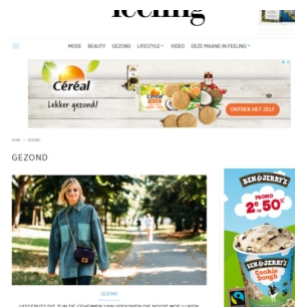 feeling
MODE BEAUTY GEZOND LIFESTYLE VIDEO DEZE MAAND IN FEELING
Céréal
Lekker gezond!
ONTDEK HET ZELF
GEZOND
BEN & JERRY'S
PROMO
2e 50%
BEN & JERRY'S
Cookie Dough
GEZOND